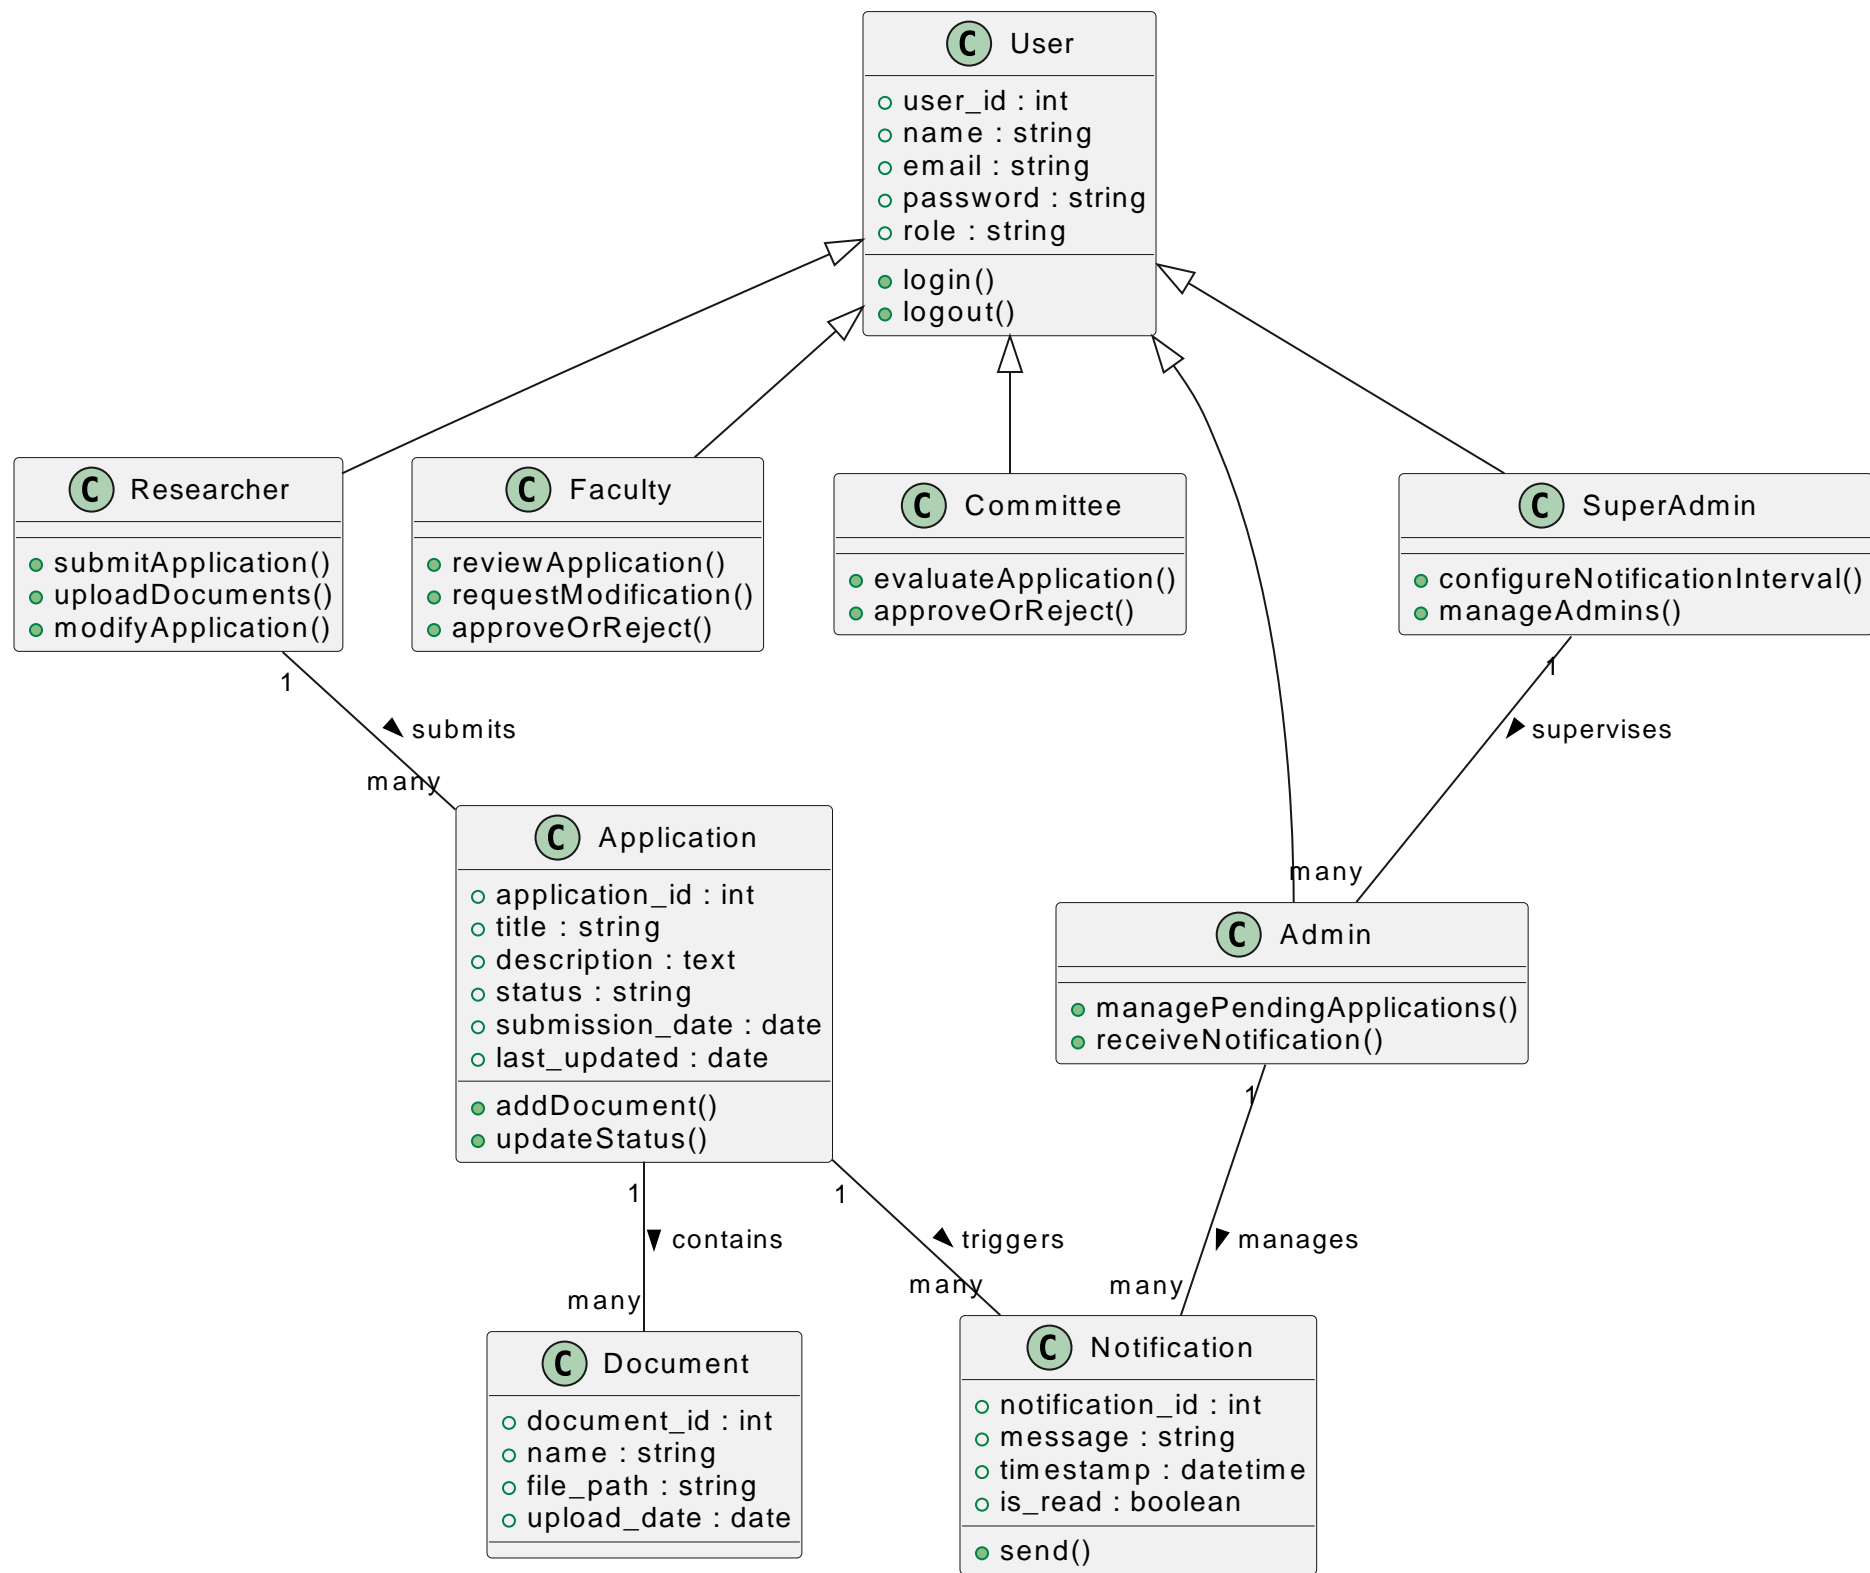 C User
user_id : int
name : string
email : string
password : string
role : string
login()
logout()
C Researcher
submitApplication()
uploadDocuments()
modifyApplication()
C Faculty
reviewApplication()
requestModification()
approveOrReject()
C Committee
evaluateApplication()
approveOrReject()
C SuperAdmin
configureNotificationInterval()
manageAdmins()
1
submits
many
1
supervises
many
C Application
application_id : int
title : string
description : text
status : string
submission_date : date
last_updated : date
addDocument()
updateStatus()
C Admin
managePendingApplications()
receiveNotification()
1
contains
many
1
triggers
many
1
manages
many
C Document
document_id : int
name : string
file_path : string
upload_date : date
C Notification
notification_id : int
message : string
timestamp : datetime
is_read : boolean
send()